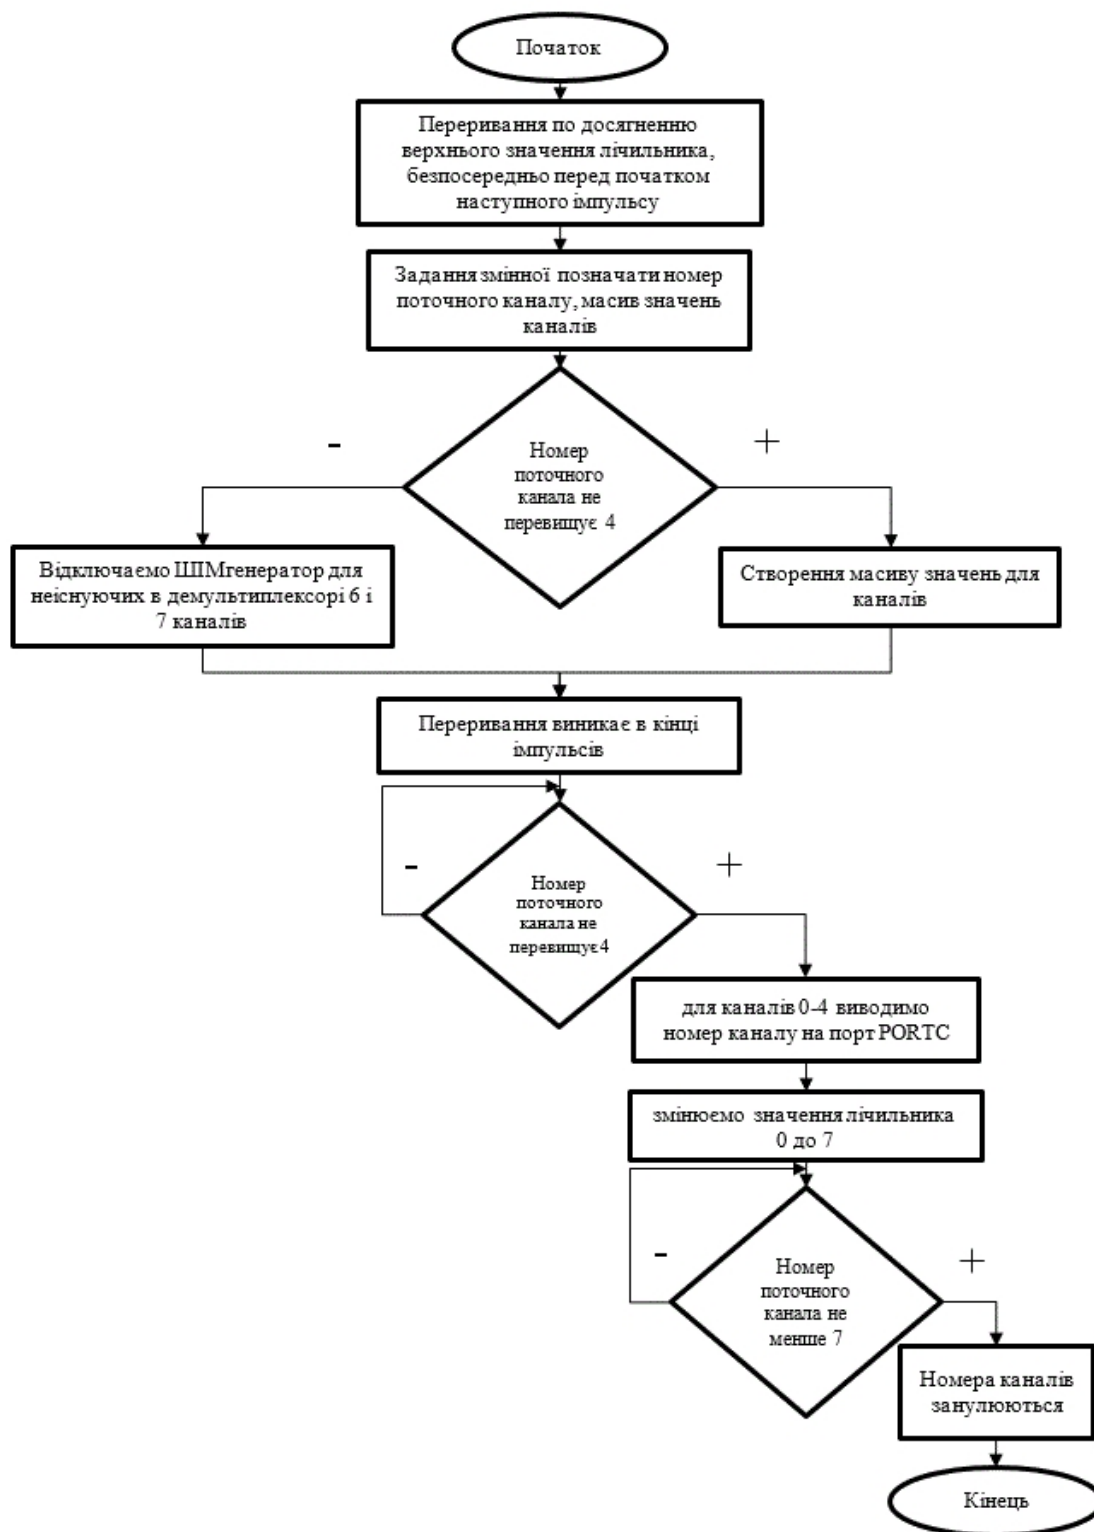 Початок
Переривання по досягненню
верхнього значення лічильника,
безпосередньо перед початком
наступного імпульсу
Задання змінної позначати номер
поточного каналу, масив значень
каналів
-
+
Номер
поточного
канала не
перевищує 4
Відключаємо ШІМгенератор для
неіснуючих в демультиплексорі 6 і
7 каналів
Створення масиву значень для
каналів
Переривання виникає в кінці
імпульсів
-
+
Номер
поточного
канала не
перевищує 4
для каналів 0-4 виводимо
номер каналу на порт PORTC
змінюємо значення лічильника
0 до 7
-
+
Номер
поточного
канала не
менше 7
Номера каналів
занулюються
Кінець